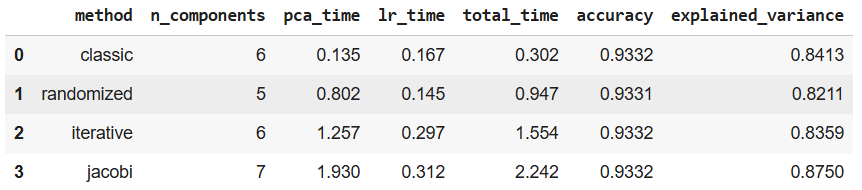 method n_components pca_time lr_time total_time accuracy explained_variance
0 classic 6 0.135 0.167 0.302 0.9332 0.8413
1 randomized 5 0.802 0.145 0.947 0.9331 0.8211
2 iterative 6 1.257 0.297 1.554 0.9332 0.8359
3 jacobi 7 1.930 0.312 2.242 0.9332 0.8750